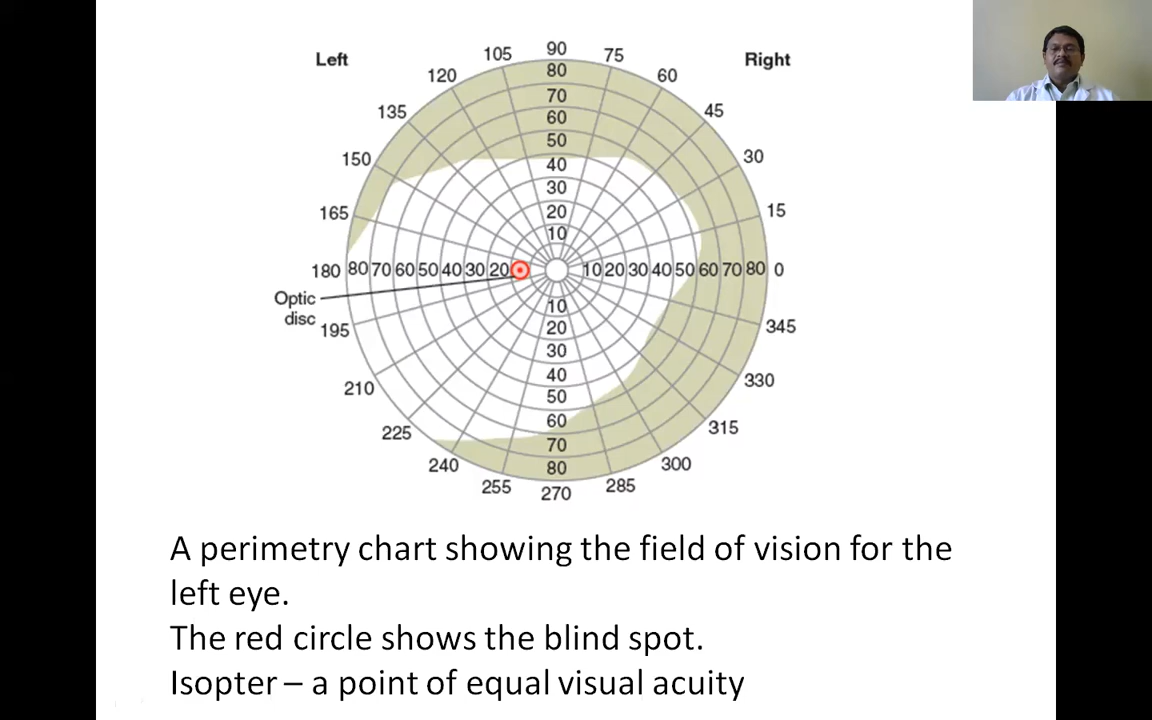 90
105 75
Left Right
80
120 60
70
135 45
60
50
150 30
40
30
165 20 15
10
180 80 70 60 50 40 30 20 10 20 30 40 50 60 70 80 0
Optic
disc
195 10 345
20
30
210 40 330
50
60
225 315
70
240 80 300
255 270 285
A perimetry chart showing the field of vision for the
left eye.
The red circle shows the blind spot.
Isopter – a point of equal visual acuity